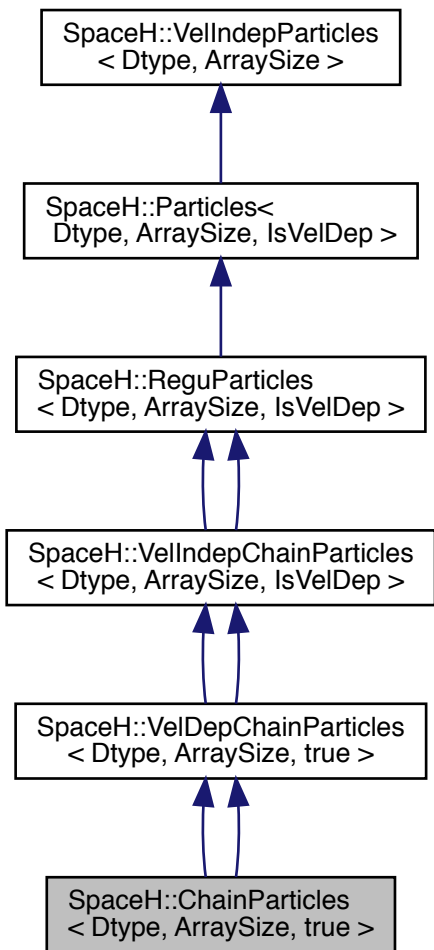 SpaceH::VelIndepParticles
< Dtype, ArraySize >
SpaceH::Particles<
Dtype, ArraySize, IsVelDep >
SpaceH::ReguParticles
< Dtype, ArraySize, IsVelDep >
SpaceH::VelIndepChainParticles
< Dtype, ArraySize, IsVelDep >
SpaceH::VelDepChainParticles
< Dtype, ArraySize, true >
SpaceH::ChainParticles
< Dtype, ArraySize, true >